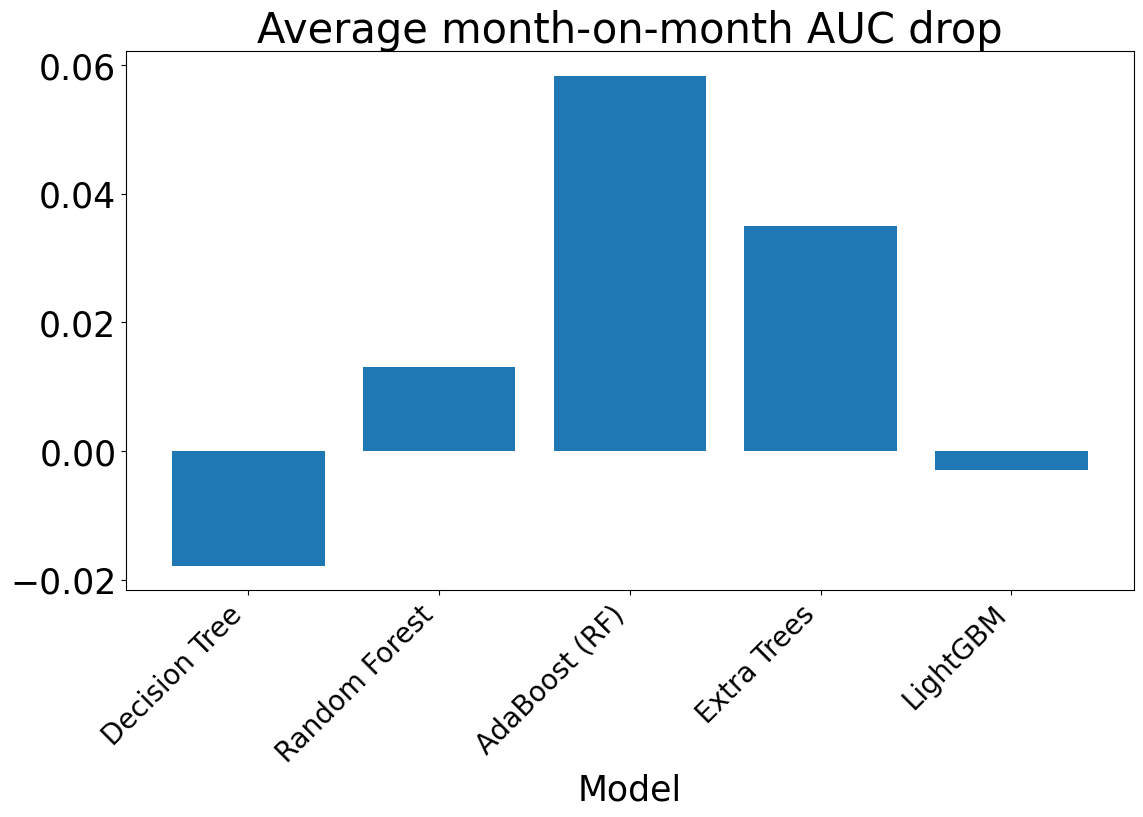 Average month-on-month AUC drop
0.06
0.04
0.02
0.00
−0.02
Decision Tree
Random Forest
AdaBoost (RF)
Extra Trees
LightGBM
Model